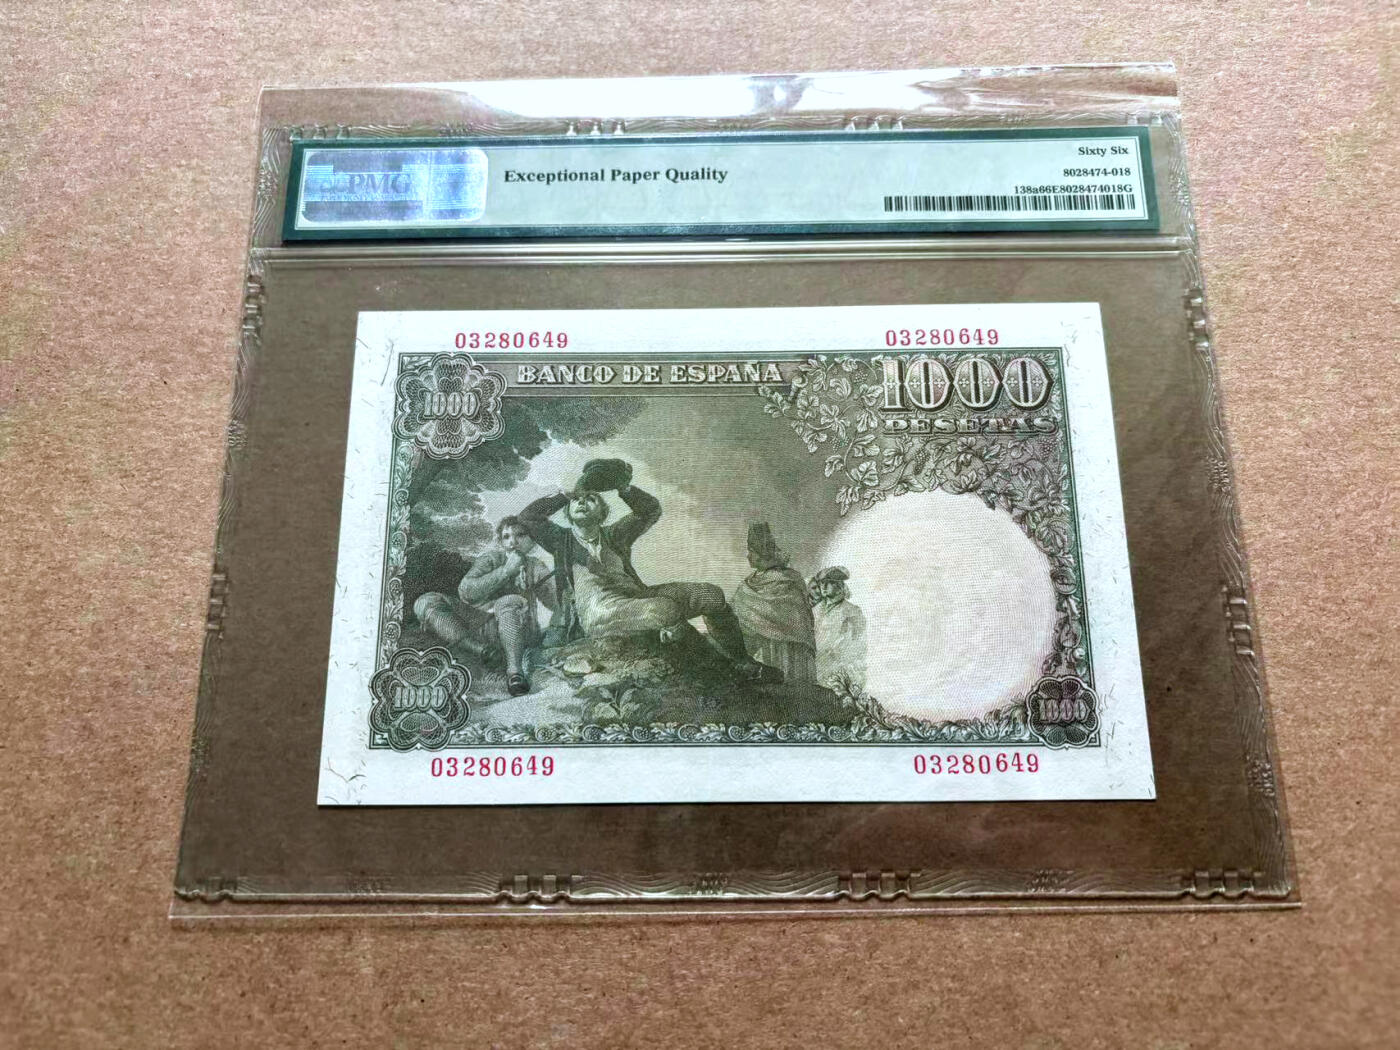 PMG
Exceptional Paper Quality
Sixty Six
8028474-018
138a66E8028474018G
03280649
03280649
BANCO DE ESPAÑA
1000
PESETAS
1000
1000
1000
03280649
03280649